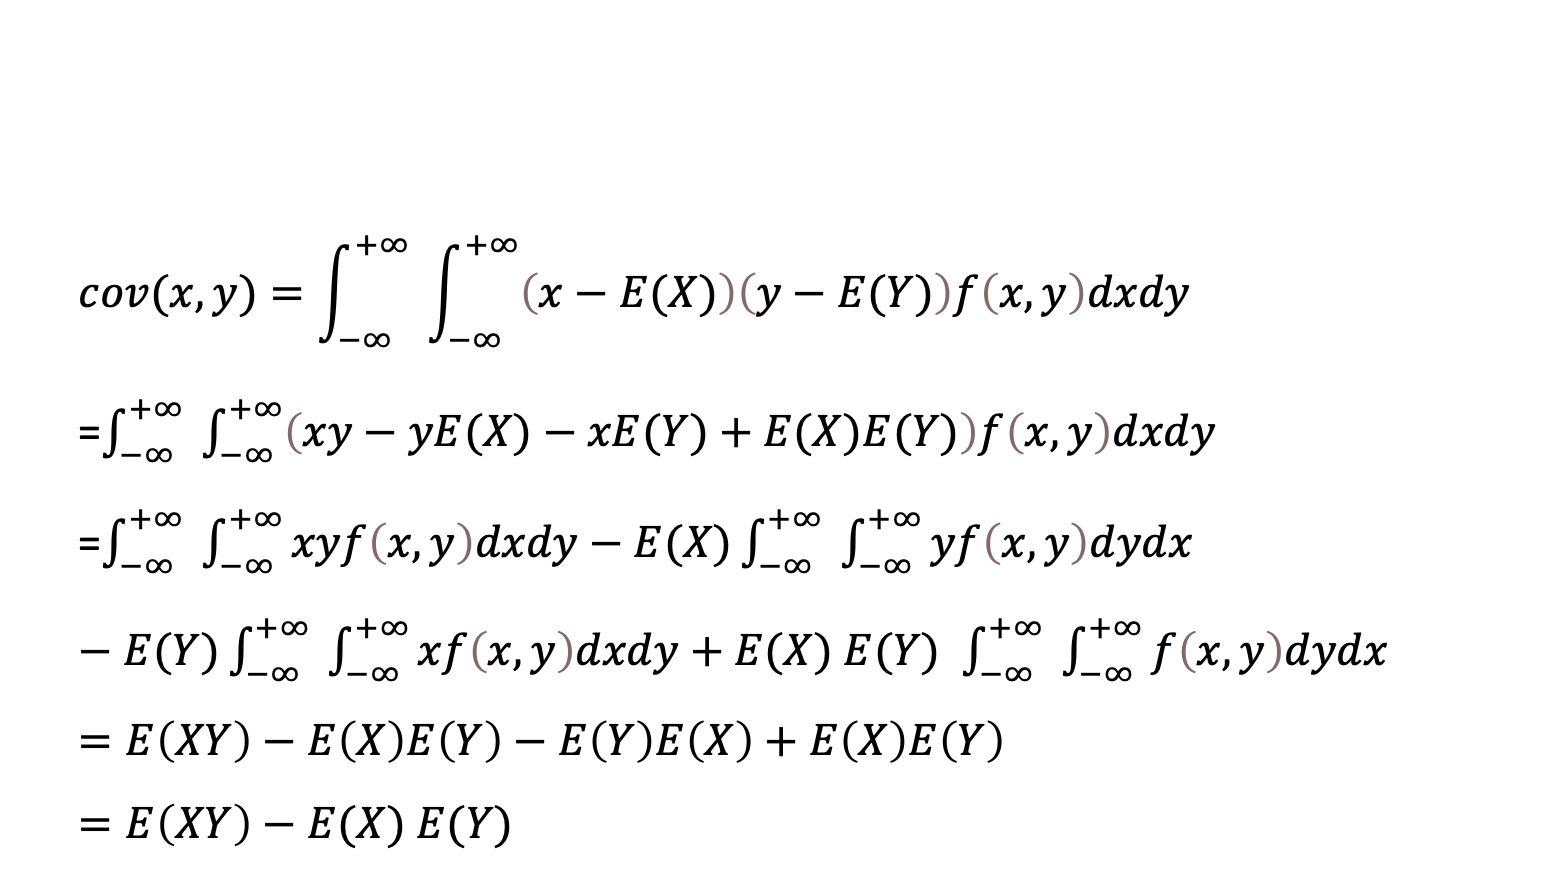 cov(x, y) = ∫_{−∞}^{+∞} ∫_{−∞}^{+∞} (x − E(X))(y − E(Y))f(x, y)dxdy
=∫_{−∞}^{+∞} ∫_{−∞}^{+∞} (xy − yE(X) − xE(Y) + E(X)E(Y))f(x, y)dxdy
=∫_{−∞}^{+∞} ∫_{−∞}^{+∞} xyf(x, y)dxdy − E(X) ∫_{−∞}^{+∞} ∫_{−∞}^{+∞} yf(x, y)dydx
− E(Y) ∫_{−∞}^{+∞} ∫_{−∞}^{+∞} xf(x, y)dxdy + E(X) E(Y) ∫_{−∞}^{+∞} ∫_{−∞}^{+∞} f(x, y)dydx
= E(XY) − E(X)E(Y) − E(Y)E(X) + E(X)E(Y)
= E(XY) − E(X) E(Y)